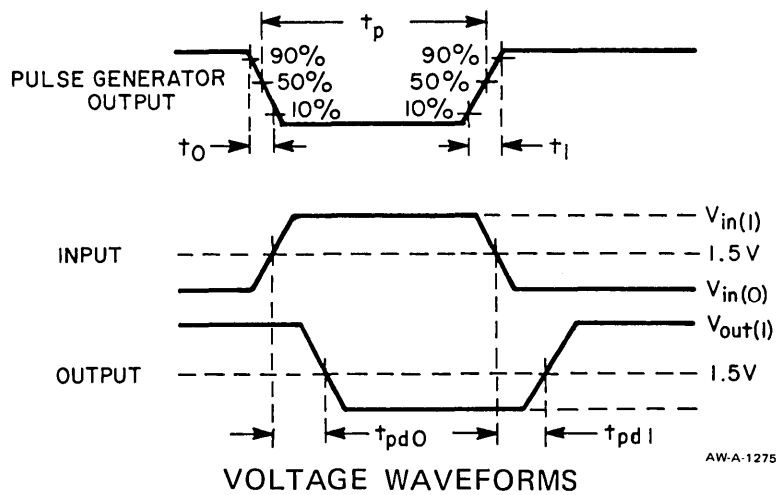 tp
90% 90%
PULSE GENERATOR 50% 50%
OUTPUT 10% 10%
t0 t1
Vin(1)
INPUT 1.5V
Vin(0)
Vout(1)
OUTPUT 1.5V
tpd0 tpd1
AW-A-1275
VOLTAGE WAVEFORMS